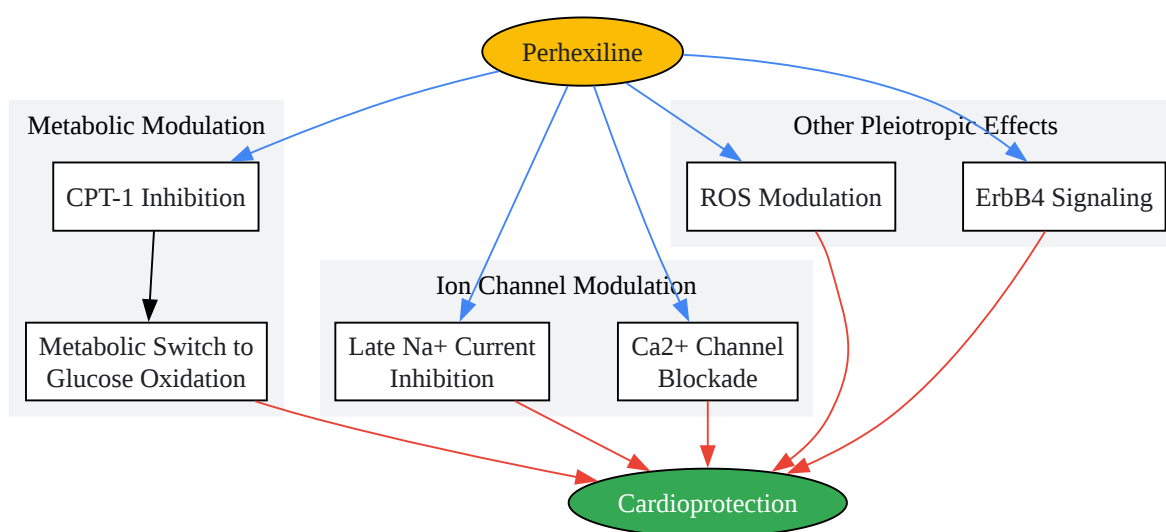 Perhexiline
Metabolic Modulation
Other Pleiotropic Effects
CPT-1 Inhibition
ROS Modulation
ErbB4 Signaling
Ion Channel Modulation
Metabolic Switch to
Glucose Oxidation
Late Na+ Current
Inhibition
Ca2+ Channel
Blockade
Cardioprotection